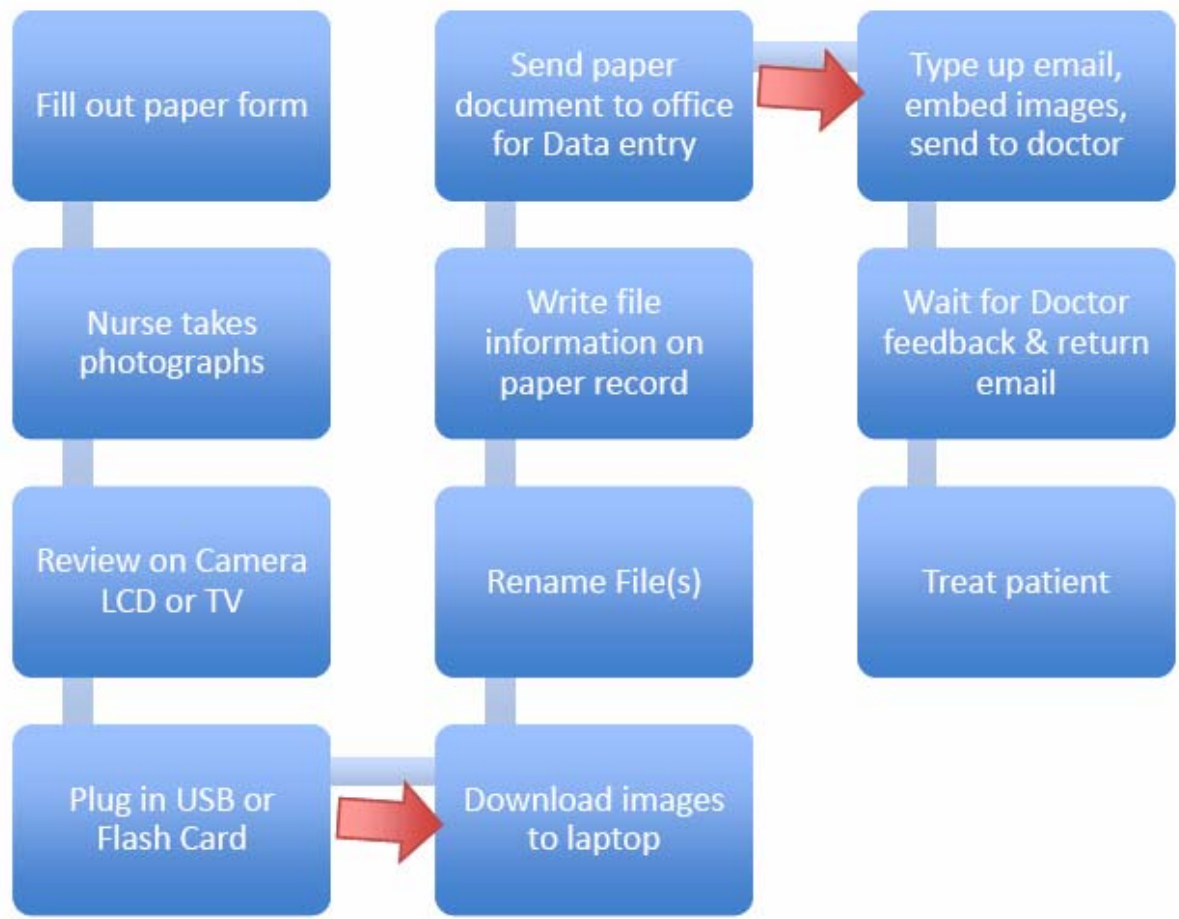 Fill out paper form
Nurse takes
photographs
Review on Camera
LCD or TV
Plug in USB or
Flash Card
Download images
to laptop
Rename File(s)
Write file
information on
paper record
Send paper
document to office
for Data entry
Type up email,
embed images,
send to doctor
Wait for Doctor
feedback & return
email
Treat patient